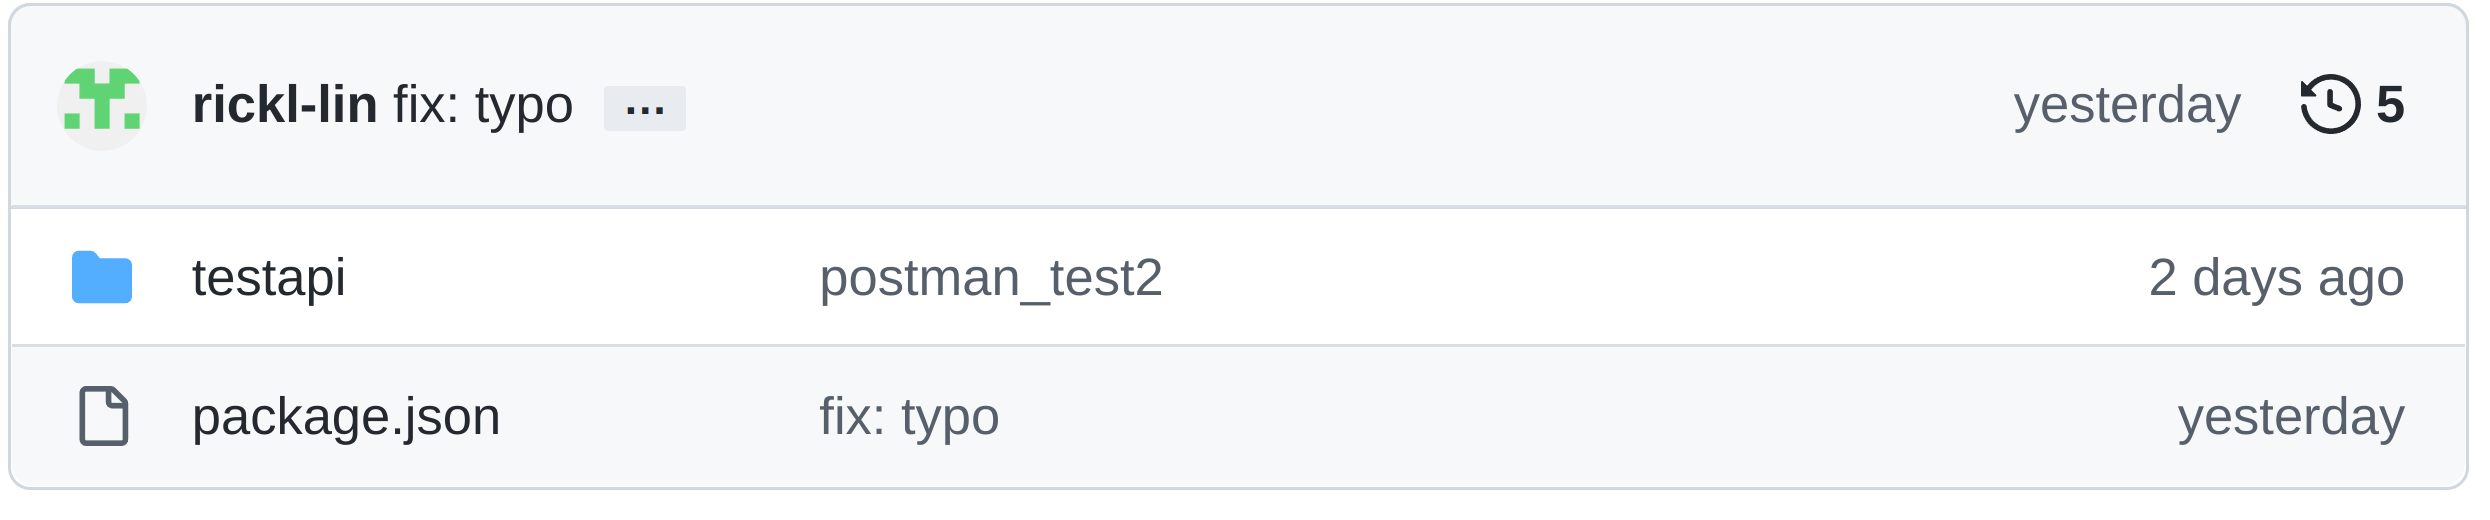 rickl-lin fix: typo ... yesterday 5
testapi postman_test2 2 days ago
package.json fix: typo yesterday